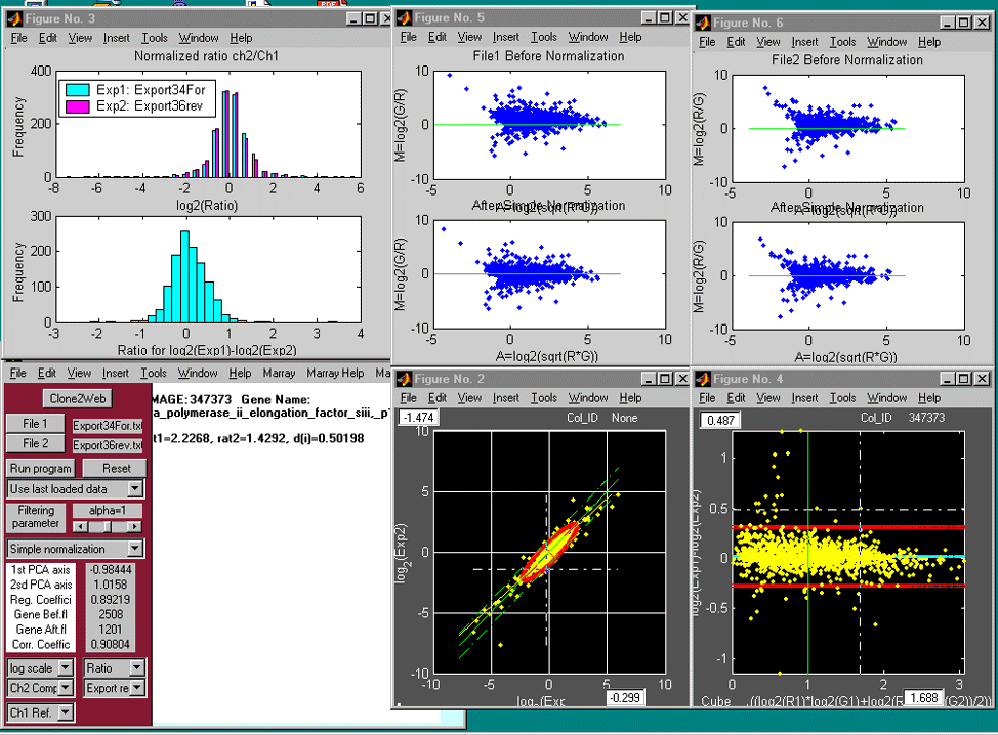 Figure No. 3
File Edit View Insert Tools Window Help
Normalized ratio ch2/Ch1
400
200
0
Frequency
Exp1: Export34For
Exp2: Export36rev
-8 -6 -4 -2 0 2 4 6
log2(Ratio)
300
200
100
0
Frequency
-3 -2 -1 0 1 2 3 4
Ratio for log2(Exp1)-log2(Exp2)
Figure No. 5
File Edit View Insert Tools Window Help
File1 Before Normalization
10
0
-10
M=log2(G/R)
-5 0 5 10
After Simple Normalization
A=log2(sqrt(R*G))
10
0
-10
M=log2(G/R)
-5 0 5 10
A=log2(sqrt(R*G))
Figure No. 6
File Edit View Insert Tools Window Help
File2 Before Normalization
10
0
-10
M=log2(R/G)
-5 0 5 10
After Simple Normalization
A=log2(sqrt(R*G))
10
0
-10
M=log2(R/G)
-5 0 5 10
A=log2(sqrt(R*G))
File Edit View Insert Tools Window Help Marray Marray Help Ma
Clone2Web
File 1 Export34For.txt
File 2 Export36rev.txt
Run program Reset
Use last loaded data
Filtering parameter alpha=1
Simple normalization
1st PCA axis -0.98444
2sd PCA axis 1.0158
Reg. Coeffici 0.89219
Gene Bef.fl 2508
Gene Aft.fl 1201
Corr. Coeffic 0.90804
log scale Ratio
Ch2 Comp Export re
Ch1 Ref.
MAGE: 347373 Gene Name:
a_polymerase_ii_elongation_factor_siii,_p1
t1=2.2268, rat2=1.4292, d(i)=0.50198
Figure No. 2
File Edit View Insert Tools Window Help
-1.474
Col_ID None
10
5
0
-5
-10
log2(Exp2)
-10 -5 0 5 10
log2(Exp
-0.299
Figure No. 4
File Edit View Insert Tools Window Help
0.487
Col_ID 347373
1
0.5
0
-0.5
-1
log2(Exp1)-log2(Exp2)
0 1 2 3
Cube ((log2(R1)*log2(G1)+log2(R (G2))/2))
1.688